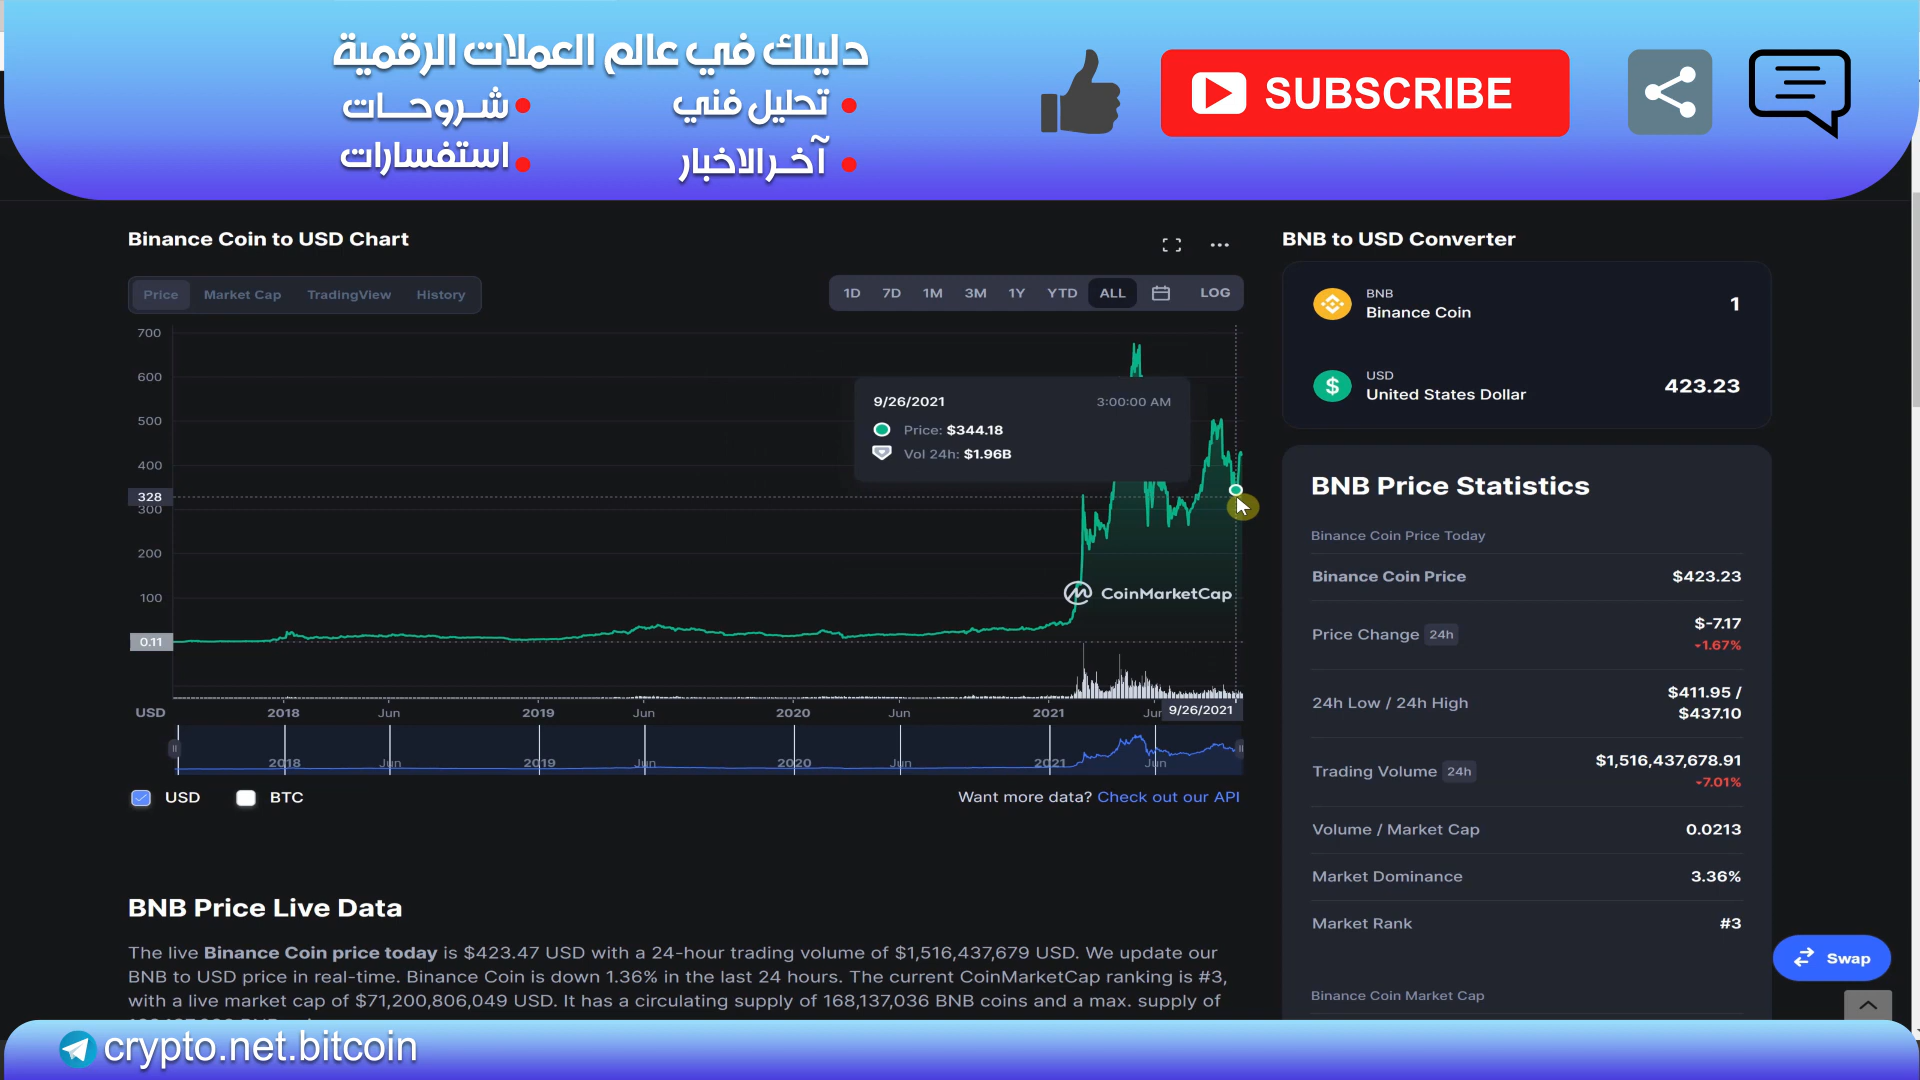 دليلك في عالم العملات الرقمية
تحليل فني
شروحات
آخر الاخبار
استفسارات
SUBSCRIBE
Binance Coin to USD Chart
Price Market Cap TradingView History
1D 7D 1M 3M 1Y YTD ALL LOG
700
600
500
400
328
300
200
100
0.11
9/26/2021 3:00:00 AM
Price: $344.18
Vol 24h: $1.96B
CoinMarketCap
USD 2018 Jun 2019 Jun 2020 Jun 2021 9/26/2021
2018 Jun 2019 Jun 2020 Jun 2021 Jun
USD BTC
Want more data? Check out our API
BNB Price Live Data
The live Binance Coin price today is $423.47 USD with a 24-hour trading volume of $1,516,437,679 USD. We update our
BNB to USD price in real-time. Binance Coin is down 1.36% in the last 24 hours. The current CoinMarketCap ranking is #3,
with a live market cap of $71,200,806,049 USD. It has a circulating supply of 168,137,036 BNB coins and a max. supply of
BNB to USD Converter
BNB
Binance Coin 1
USD
United States Dollar 423.23
BNB Price Statistics
Binance Coin Price Today
Binance Coin Price $423.23
Price Change 24h $-7.17
1.67%
24h Low / 24h High $411.95 /
$437.10
Trading Volume 24h $1,516,437,678.91
7.01%
Volume / Market Cap 0.0213
Market Dominance 3.36%
Market Rank #3
Binance Coin Market Cap
Swap
crypto.net.bitcoin